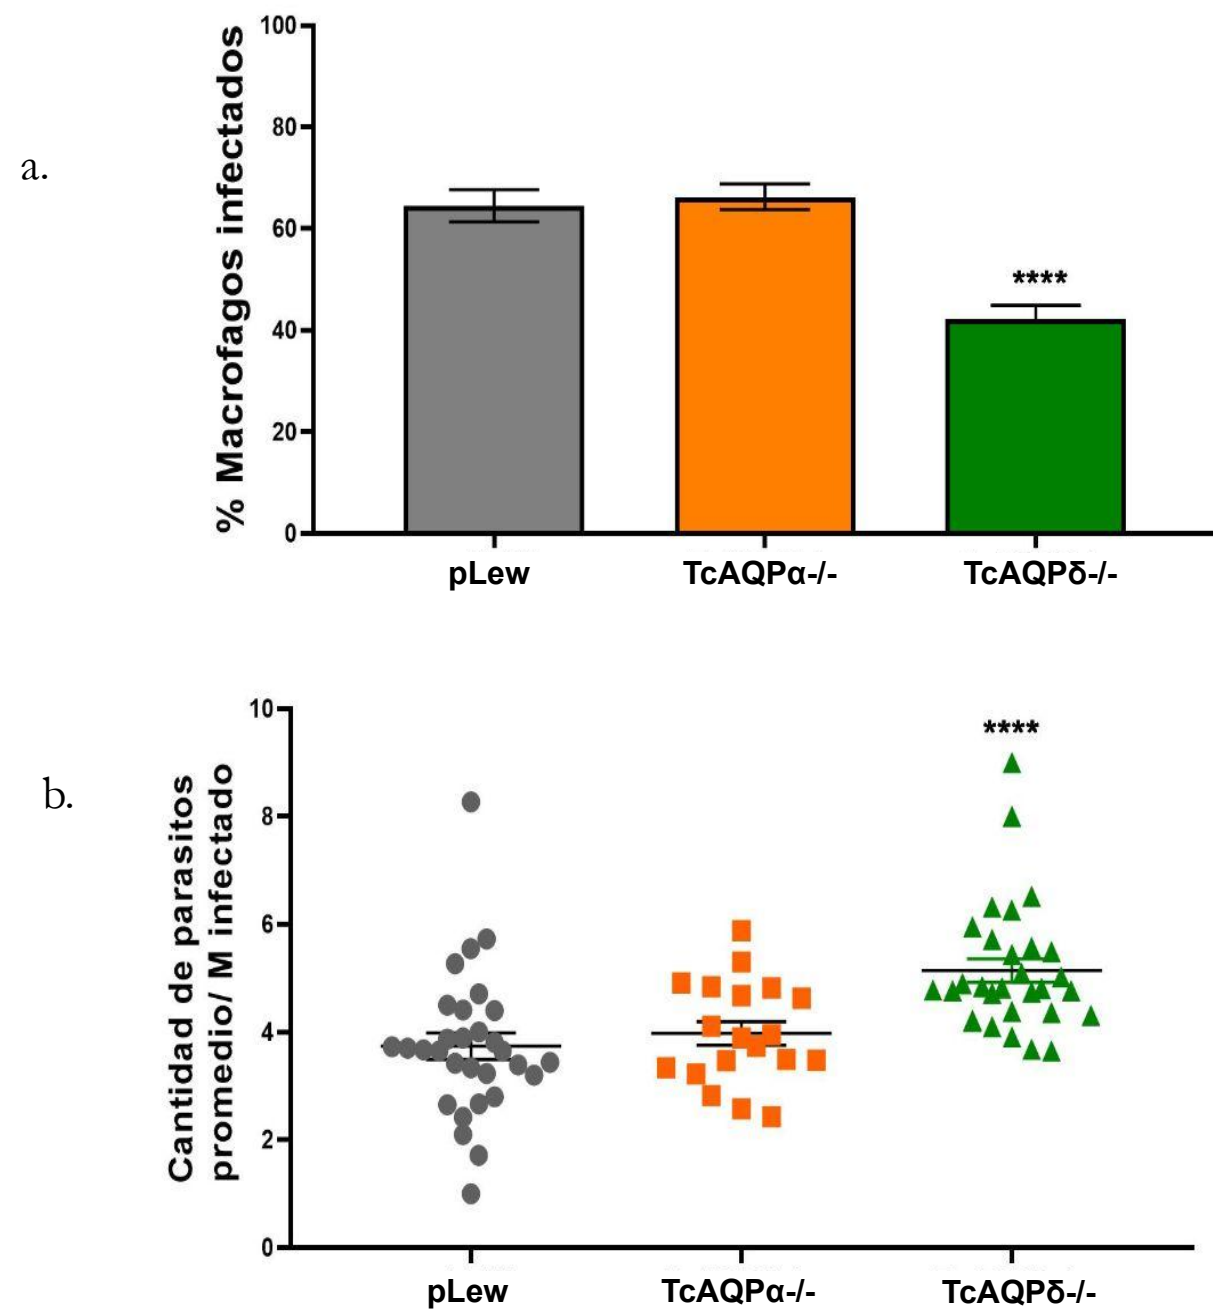 a.
% Macrofagos infectados
100
80
60
40
20
0
****
pLew
TcAQPα-/-
TcAQPδ-/-
b.
Cantidad de parasitos
promedio/ M infectado
10
8
6
4
2
0
****
pLew
TcAQPα-/-
TcAQPδ-/-